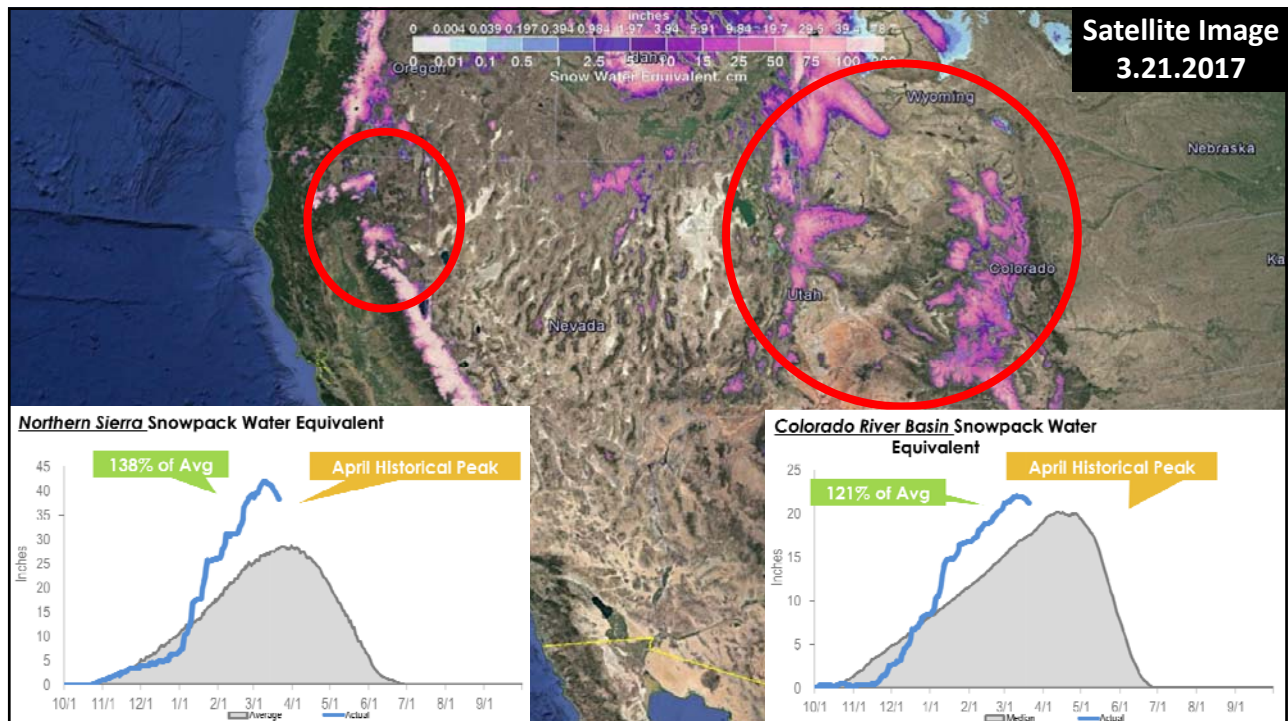 Satellite Image
3.21.2017
inches
0 0.004 0.039 0.197 0.394 0.984 1.97 3.94 5.91 9.84 19.7 29.5
0 0.01 0.1 0.5 1 2.5 5 10 15 25 50 75 100
Snow Water Equivalent, cm
Oregon
Wyoming
Nebraska
Colorado
Utah
Nevada
Northern Sierra Snowpack Water Equivalent
138% of Avg
April Historical Peak
45
40
35
30
25
20
15
10
5
0
Inches
10/1 11/1 12/1 1/1 2/1 3/1 4/1 5/1 6/1 7/1 8/1 9/1
Average Actual
Colorado River Basin Snowpack Water
Equivalent
121% of Avg
April Historical Peak
25
20
15
10
5
0
Inches
10/1 11/1 12/1 1/1 2/1 3/1 4/1 5/1 6/1 7/1 8/1 9/1
Median Actual